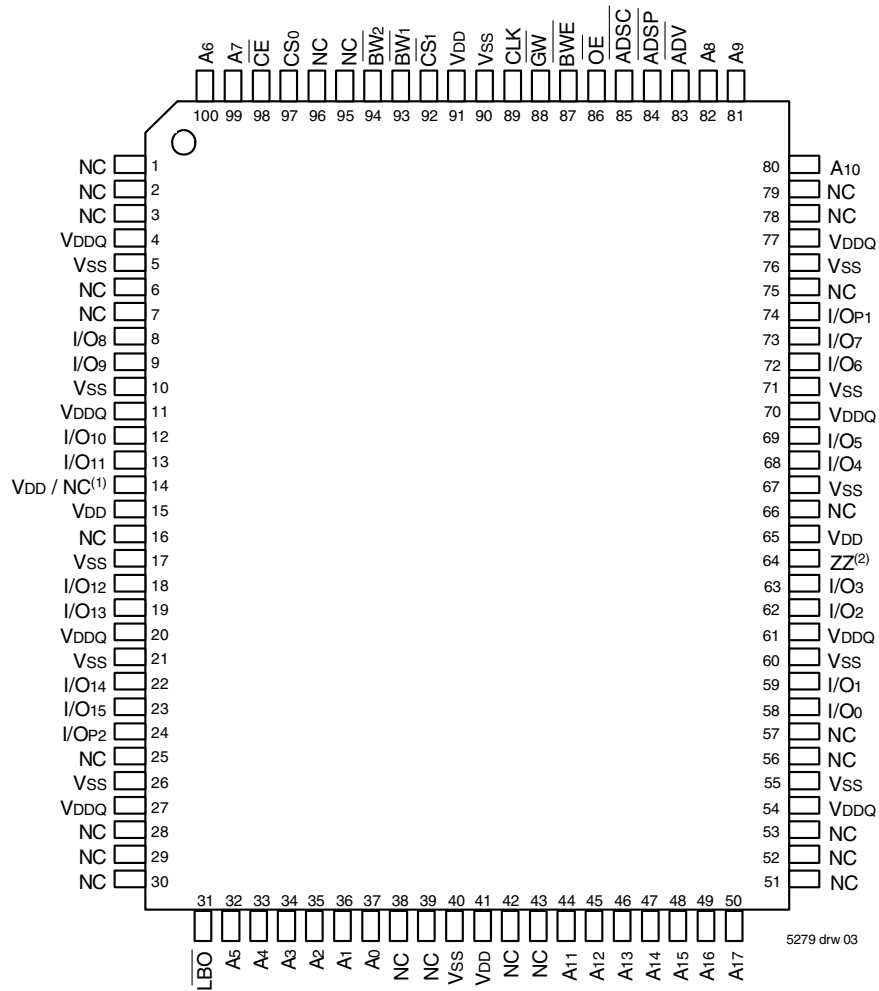 A6 A7 CE CS0 NC NC BW2 BW1 CS1 VDD VSS CLK GW BWE OE ADSC ADSP ADV A8 A9
100 99 98 97 96 95 94 93 92 91 90 89 88 87 86 85 84 83 82 81
NC 1 80 A10
NC 2 79 NC
NC 3 78 NC
VDDQ 4 77 VDDQ
VSS 5 76 VSS
NC 6 75 NC
NC 7 74 I/OP1
I/O8 8 73 I/O7
I/O9 9 72 I/O6
VSS 10 71 VSS
VDDQ 11 70 VDDQ
I/O10 12 69 I/O5
I/O11 13 68 I/O4
VDD / NC(1) 14 67 VSS
VDD 15 66 NC
NC 16 65 VDD
VSS 17 64 ZZ(2)
I/O12 18 63 I/O3
I/O13 19 62 I/O2
VDDQ 20 61 VDDQ
VSS 21 60 VSS
I/O14 22 59 I/O1
I/O15 23 58 I/O0
I/OP2 24 57 NC
NC 25 56 NC
VSS 26 55 VSS
VDDQ 27 54 VDDQ
NC 28 53 NC
NC 29 52 NC
NC 30 51 NC
31 32 33 34 35 36 37 38 39 40 41 42 43 44 45 46 47 48 49 50
LBO A5 A4 A3 A2 A1 A0 NC NC VSS VDD NC NC A11 A12 A13 A14 A15 A16 A17
5279 drw 03